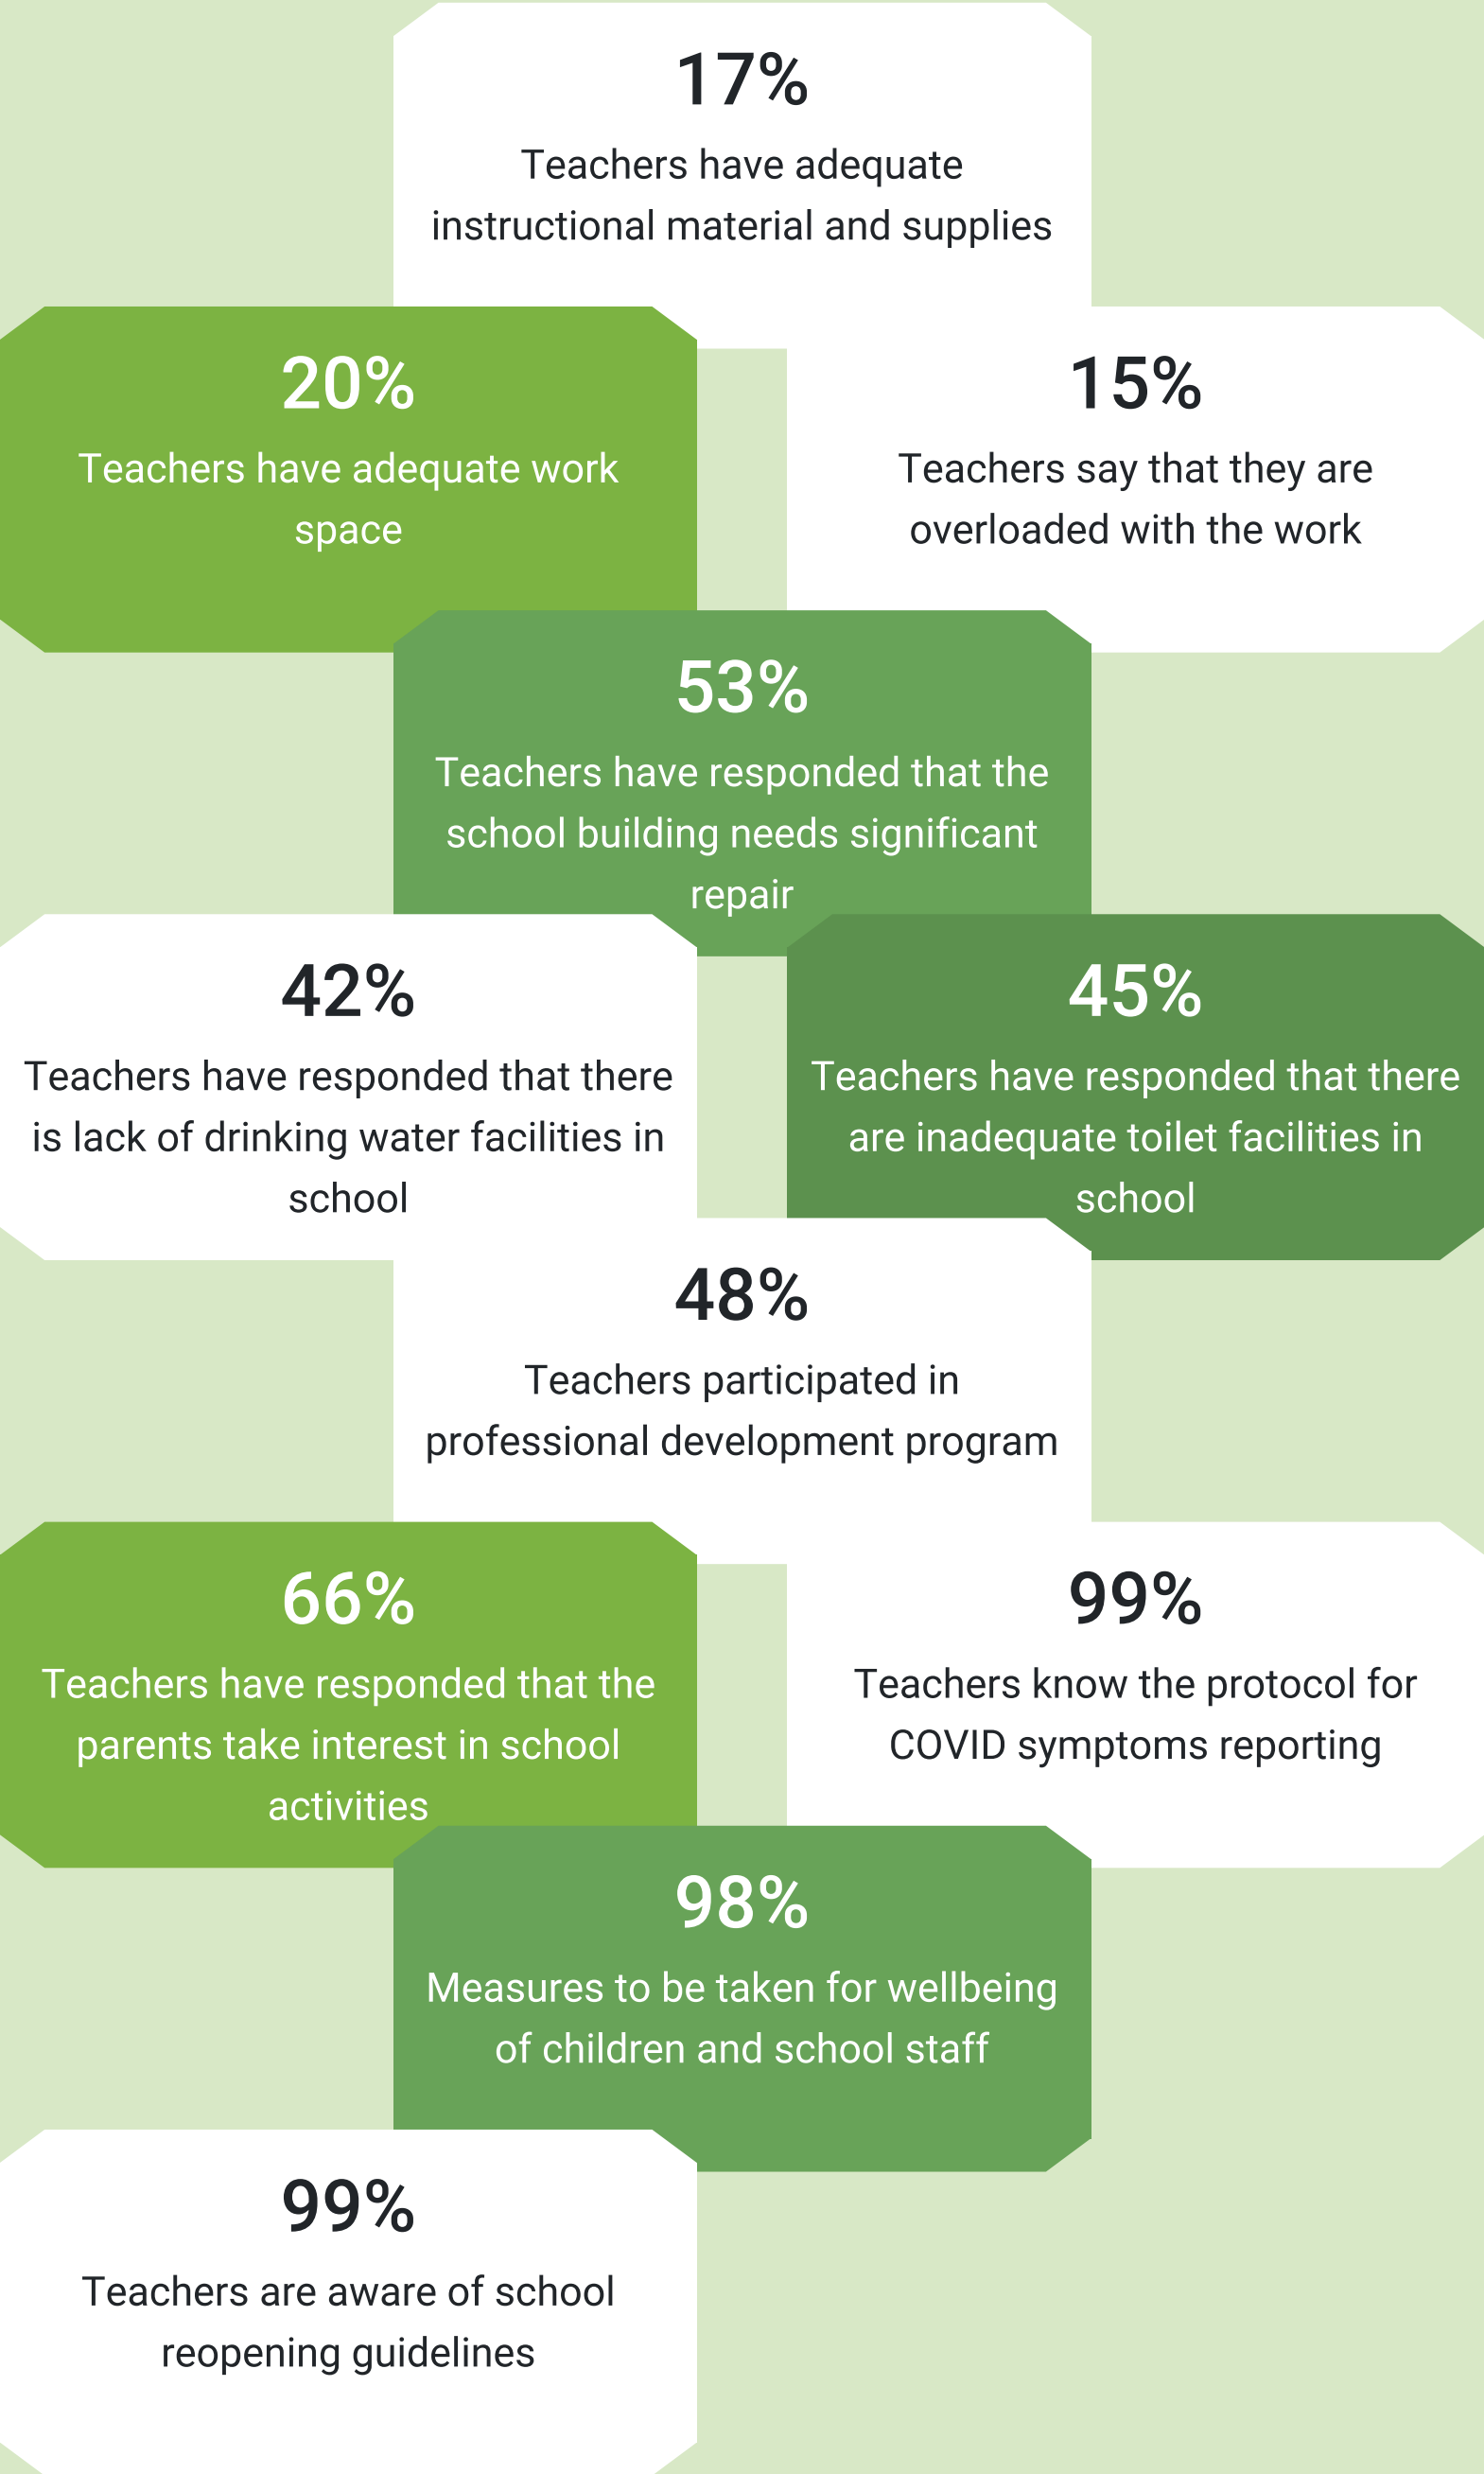 17%
Teachers have adequate
instructional material and supplies
20%
Teachers have adequate work
space
15%
Teachers say that they are
overloaded with the work
53%
Teachers have responded that the
school building needs significant
repair
42%
Teachers have responded that there
is lack of drinking water facilities in
school
45%
Teachers have responded that there
are inadequate toilet facilities in
school
48%
Teachers participated in
professional development program
66%
Teachers have responded that the
parents take interest in school
activities
99%
Teachers know the protocol for
COVID symptoms reporting
98%
Measures to be taken for wellbeing
of children and school staff
99%
Teachers are aware of school
reopening guidelines